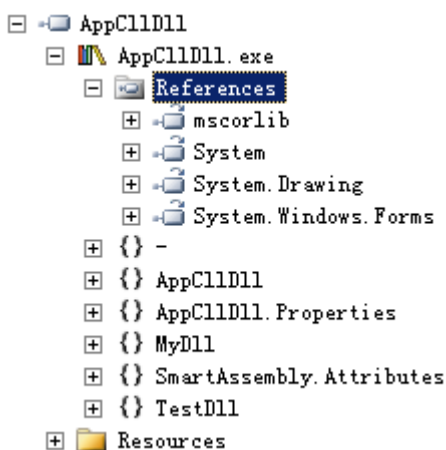 AppCllDll
AppCllDll.exe
References
mscorlib
System
System.Drawing
System.Windows.Forms
{} -
{} AppCllDll
{} AppCllDll.Properties
{} MyDll
{} SmartAssembly.Attributes
{} TestDll
Resources